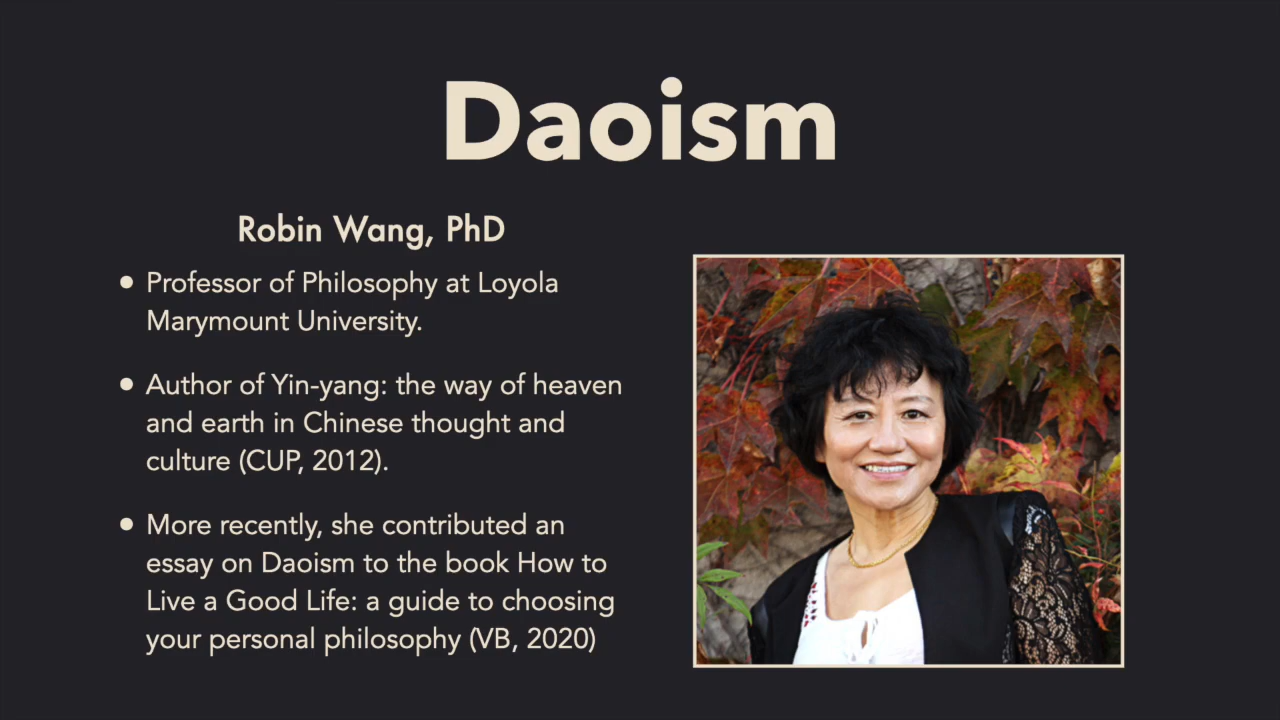 Daoism
Robin Wang, PhD
• Professor of Philosophy at Loyola
Marymount University.
• Author of Yin-yang: the way of heaven
and earth in Chinese thought and
culture (CUP, 2012).
• More recently, she contributed an
essay on Daoism to the book How to
Live a Good Life: a guide to choosing
your personal philosophy (VB, 2020)